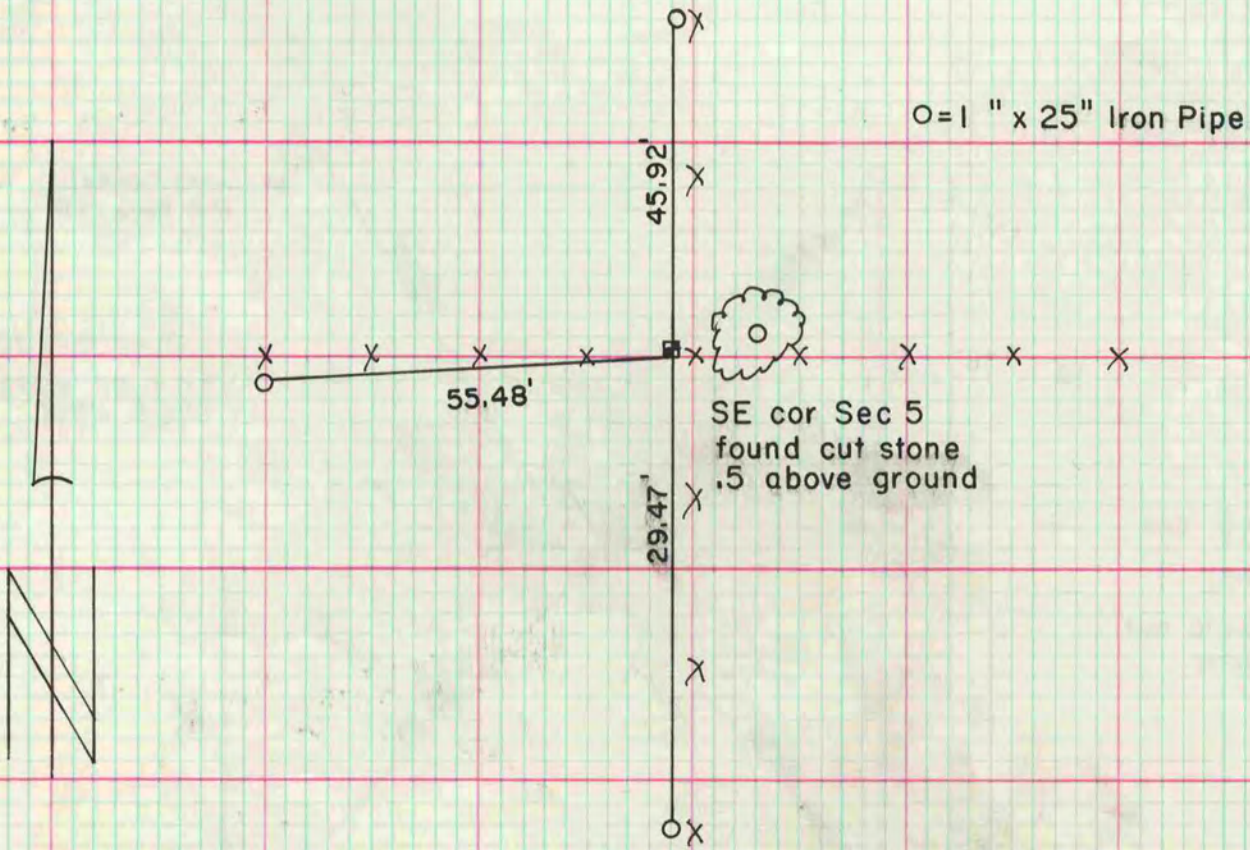 O=1 " x 25" Iron Pipe
45.92'
55.48'
SE cor Sec 5
found cut stone
.5 above ground
29.47'
N